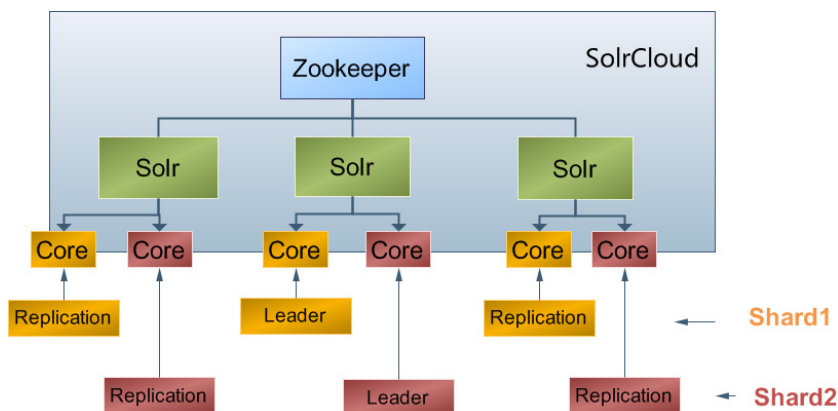 SolrCloud
Zookeeper
Solr Solr Solr
Core Core Core Core Core Core
Replication Leader Replication Shard1
Replication Leader Replication Shard2